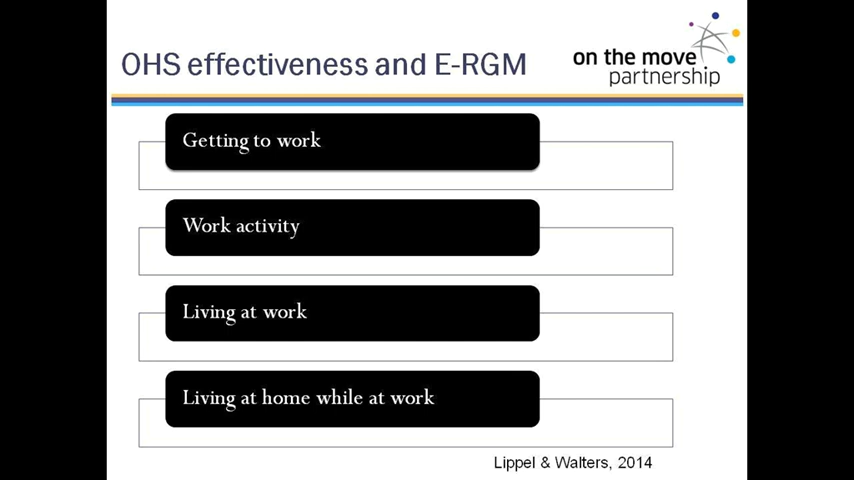 OHS effectiveness and E-RGM
on the move
partnership
Getting to work
Work activity
Living at work
Living at home while at work
Lippel & Walters, 2014